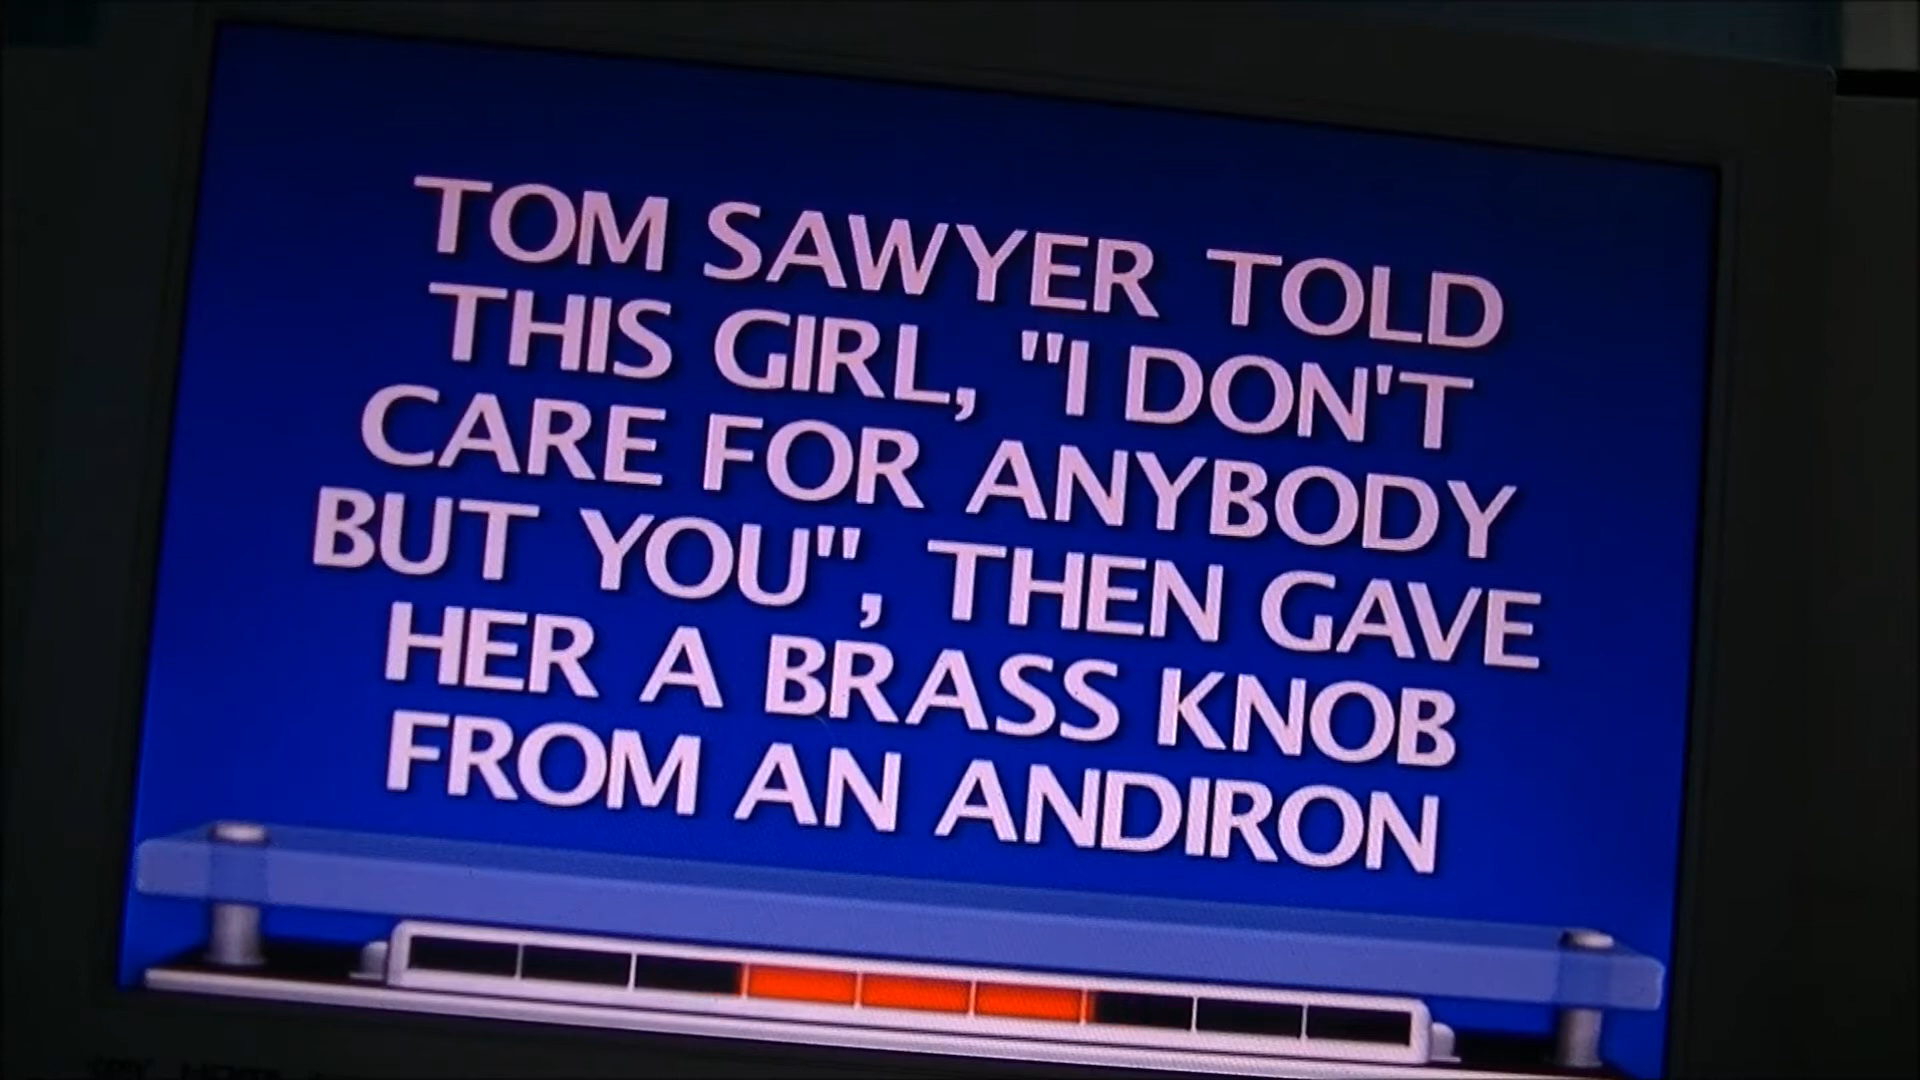 TOM SAWYER TOLD
THIS GIRL, "I DON'T
CARE FOR ANYBODY
BUT YOU", THEN GAVE
HER A BRASS KNOB
FROM AN ANDIRON